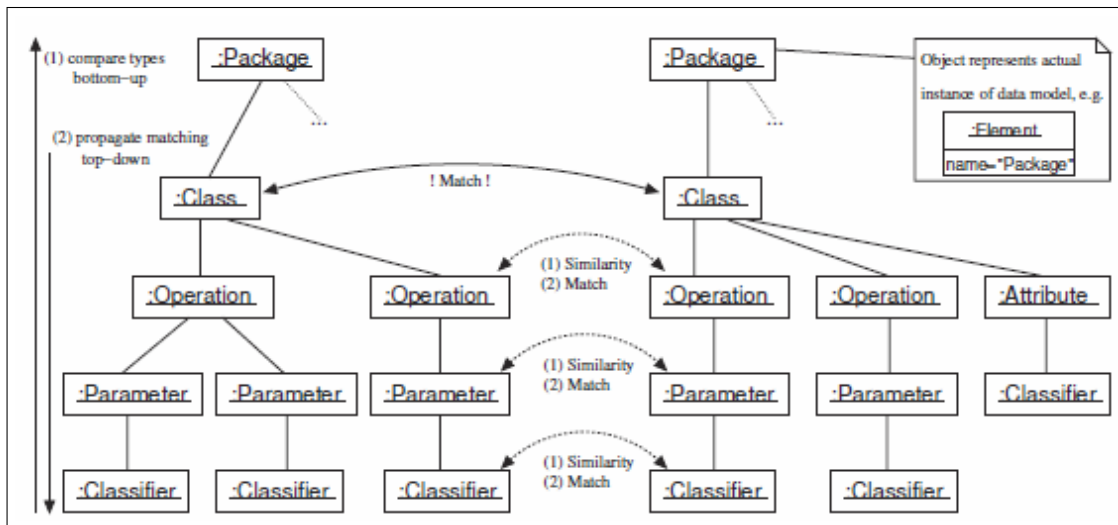 (1) compare types
bottom−up
:Package
:Package
Object represents actual
instance of data model, e.g.
:Element
name="Package"
...
...
(2) propagate matching
top−down
:Class
! Match !
:Class
(1) Similarity
(2) Match
:Operation
:Operation
:Operation
:Operation
:Attribute
(1) Similarity
(2) Match
:Parameter
:Parameter
:Parameter
:Parameter
:Parameter
:Classifier
(1) Similarity
(2) Match
:Classifier
:Classifier
:Classifier
:Classifier
:Classifier